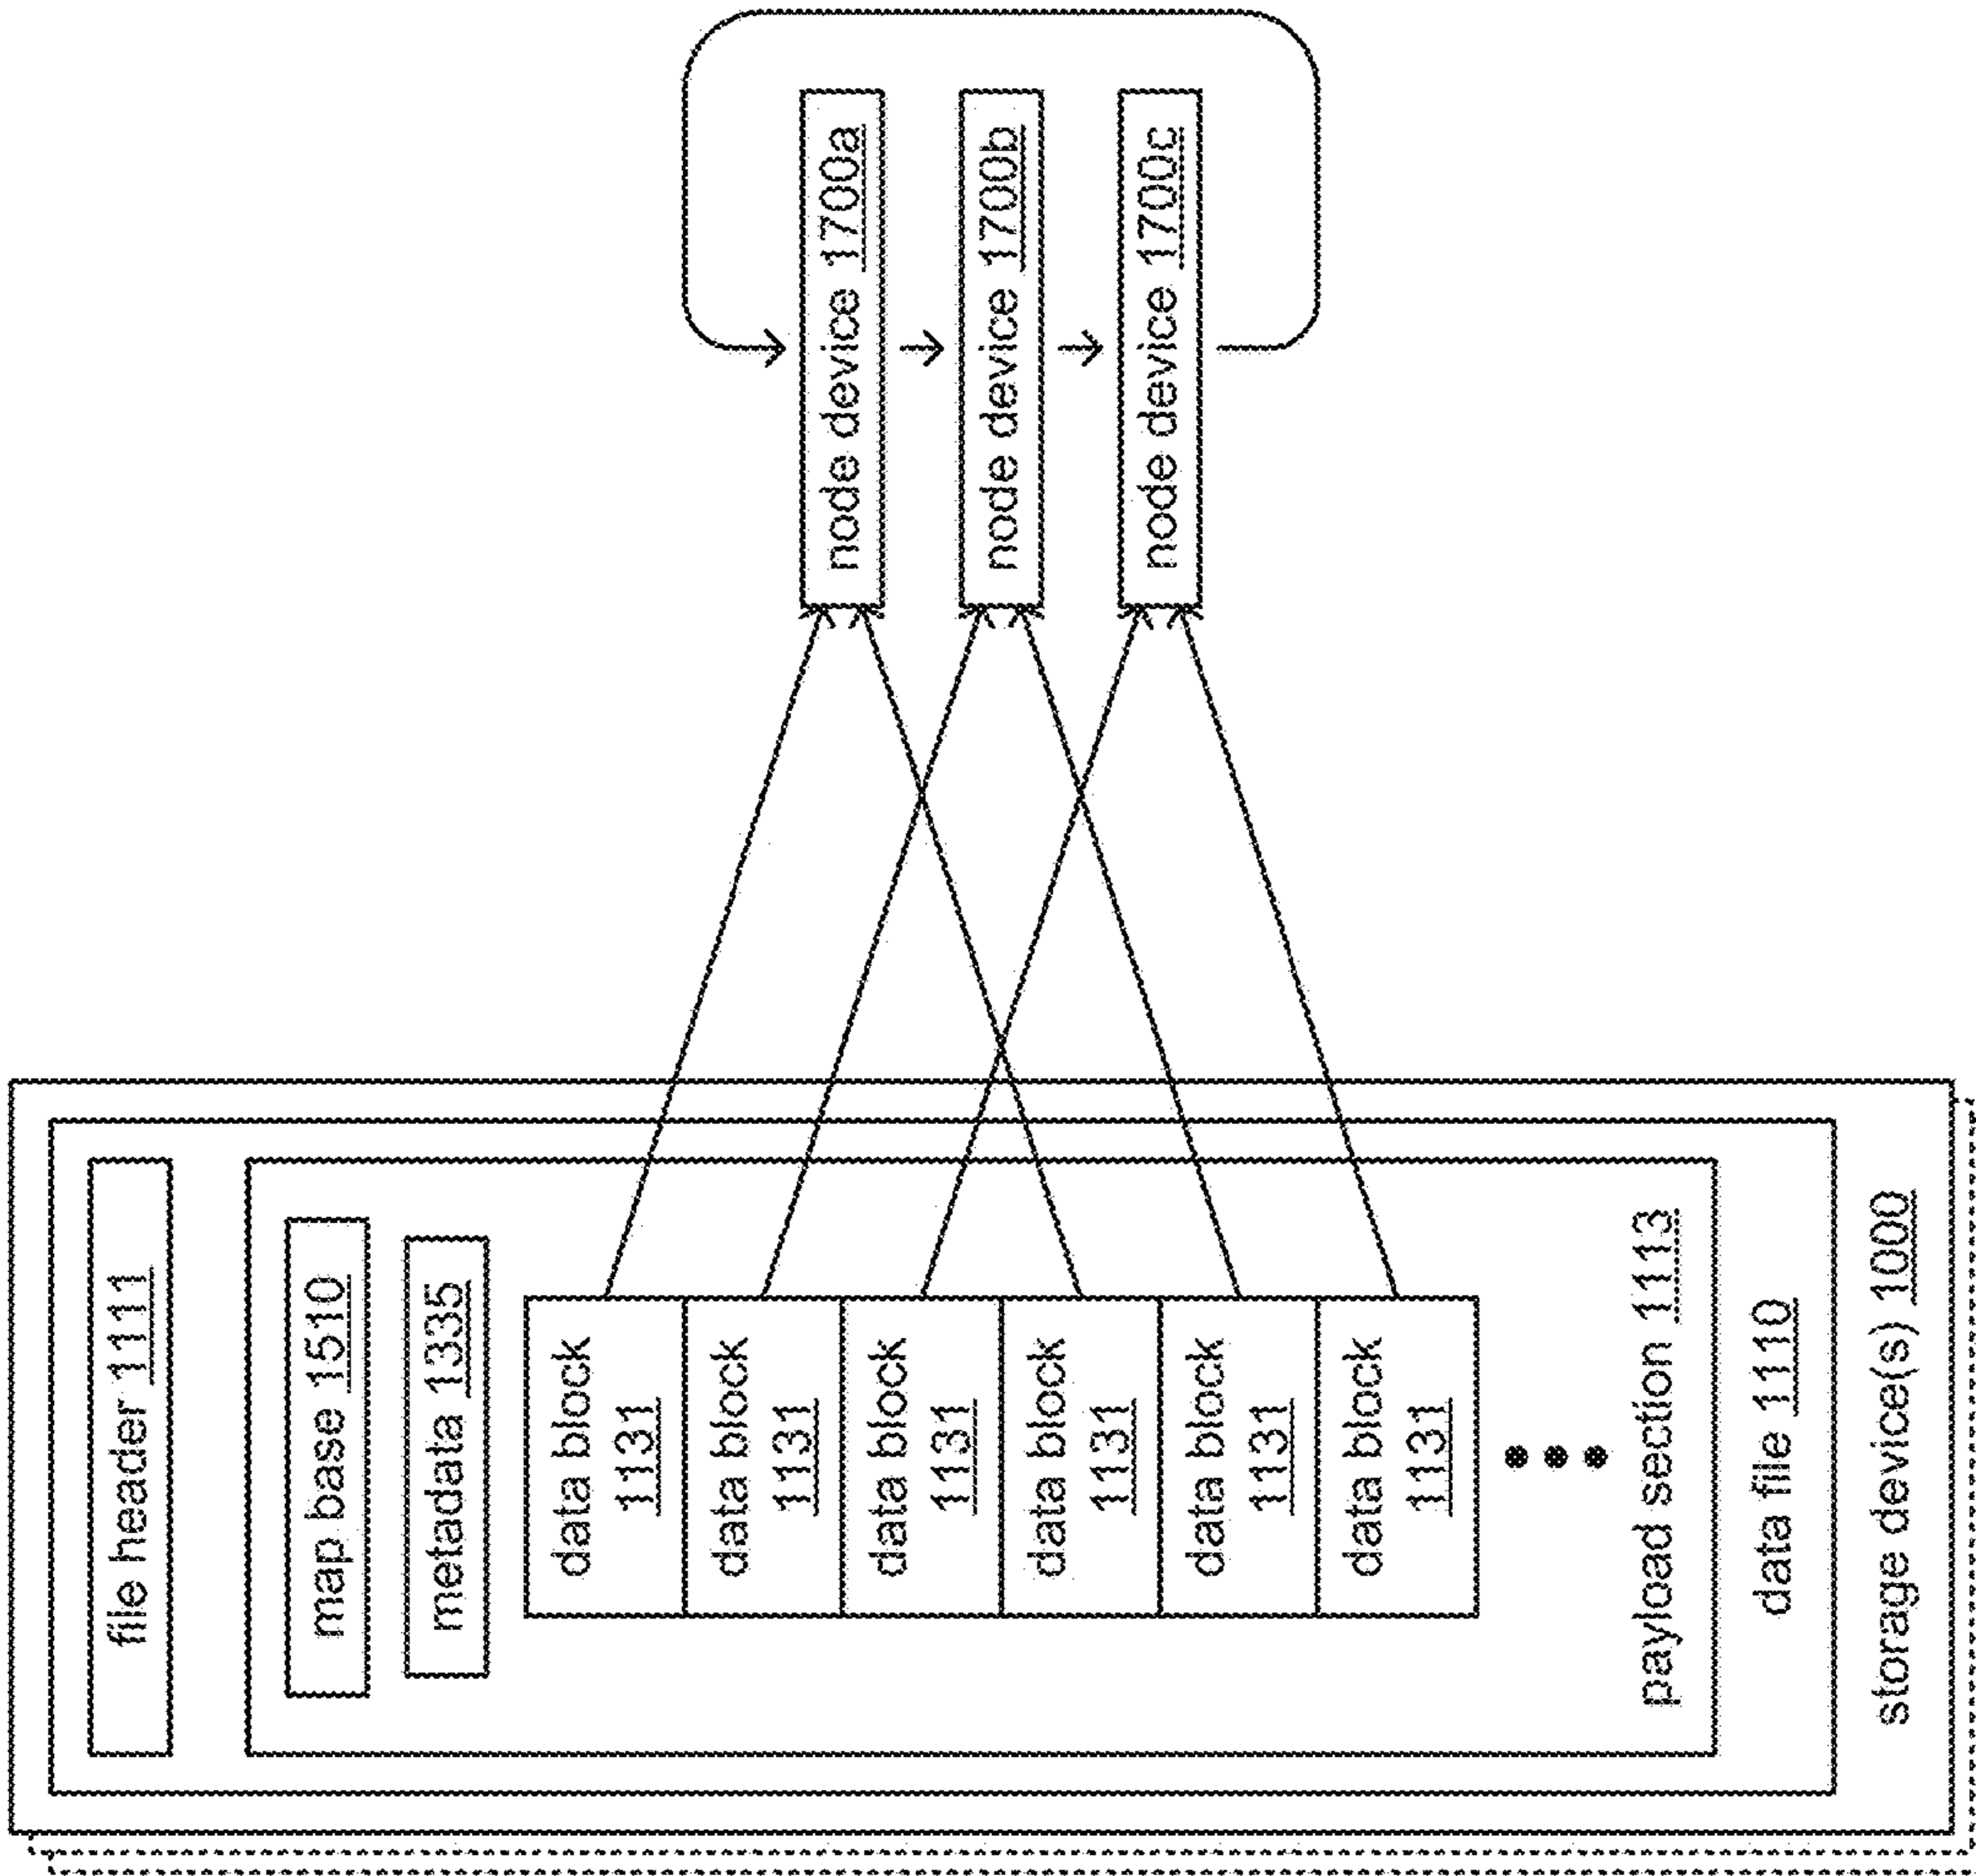 file header 1111
map base 1510
metadata 1335
data block
1131
data block
1131
data block
1131
data block
1131
data block
1131
data block
1131
payload section 1113
data file 1110
storage device(s) 1000
node device 1700a
node device 1700b
node device 1700c